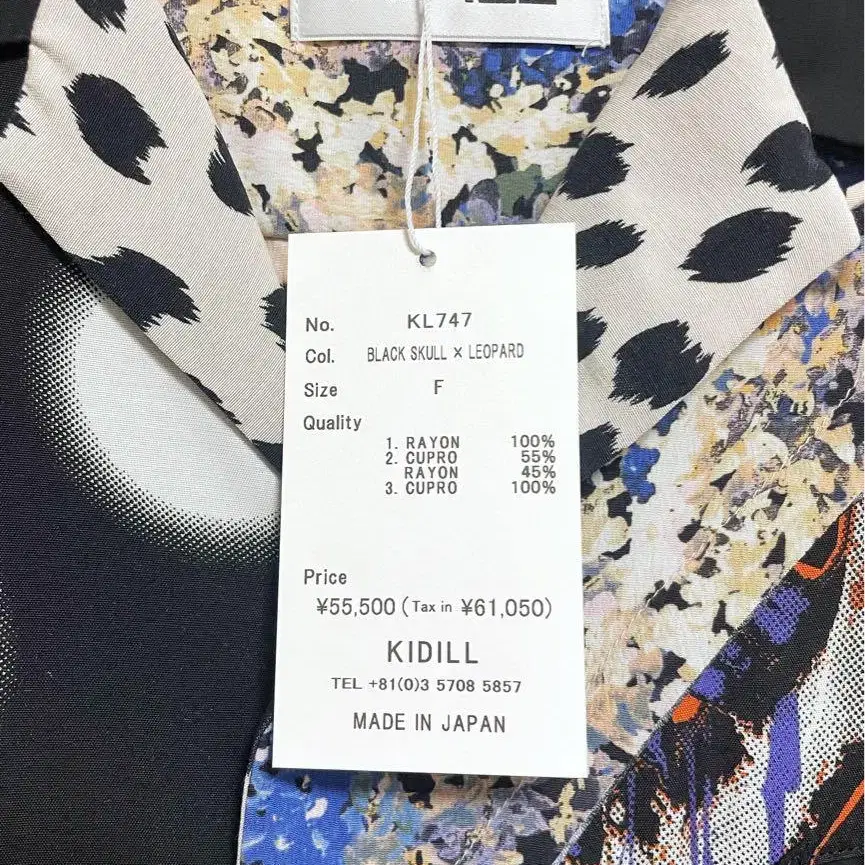 No. KL747
Col. BLACK SKULL × LEOPARD
Size F
Quality
1. RAYON 100%
2. CUPRO 55%
RAYON 45%
3. CUPRO 100%
Price
¥55,500 (Tax in ¥61,050)
KIDILL
TEL +81(0)3 5708 5857
MADE IN JAPAN